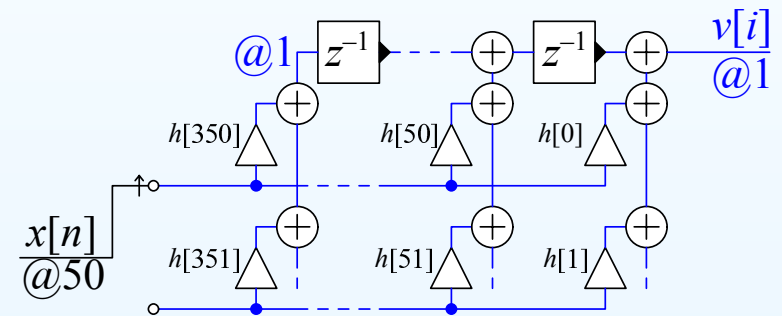 @1 z⁻¹ z⁻¹ v[i]
@1
h[350] h[50] h[0]
x[n]
@50
h[351] h[51] h[1]